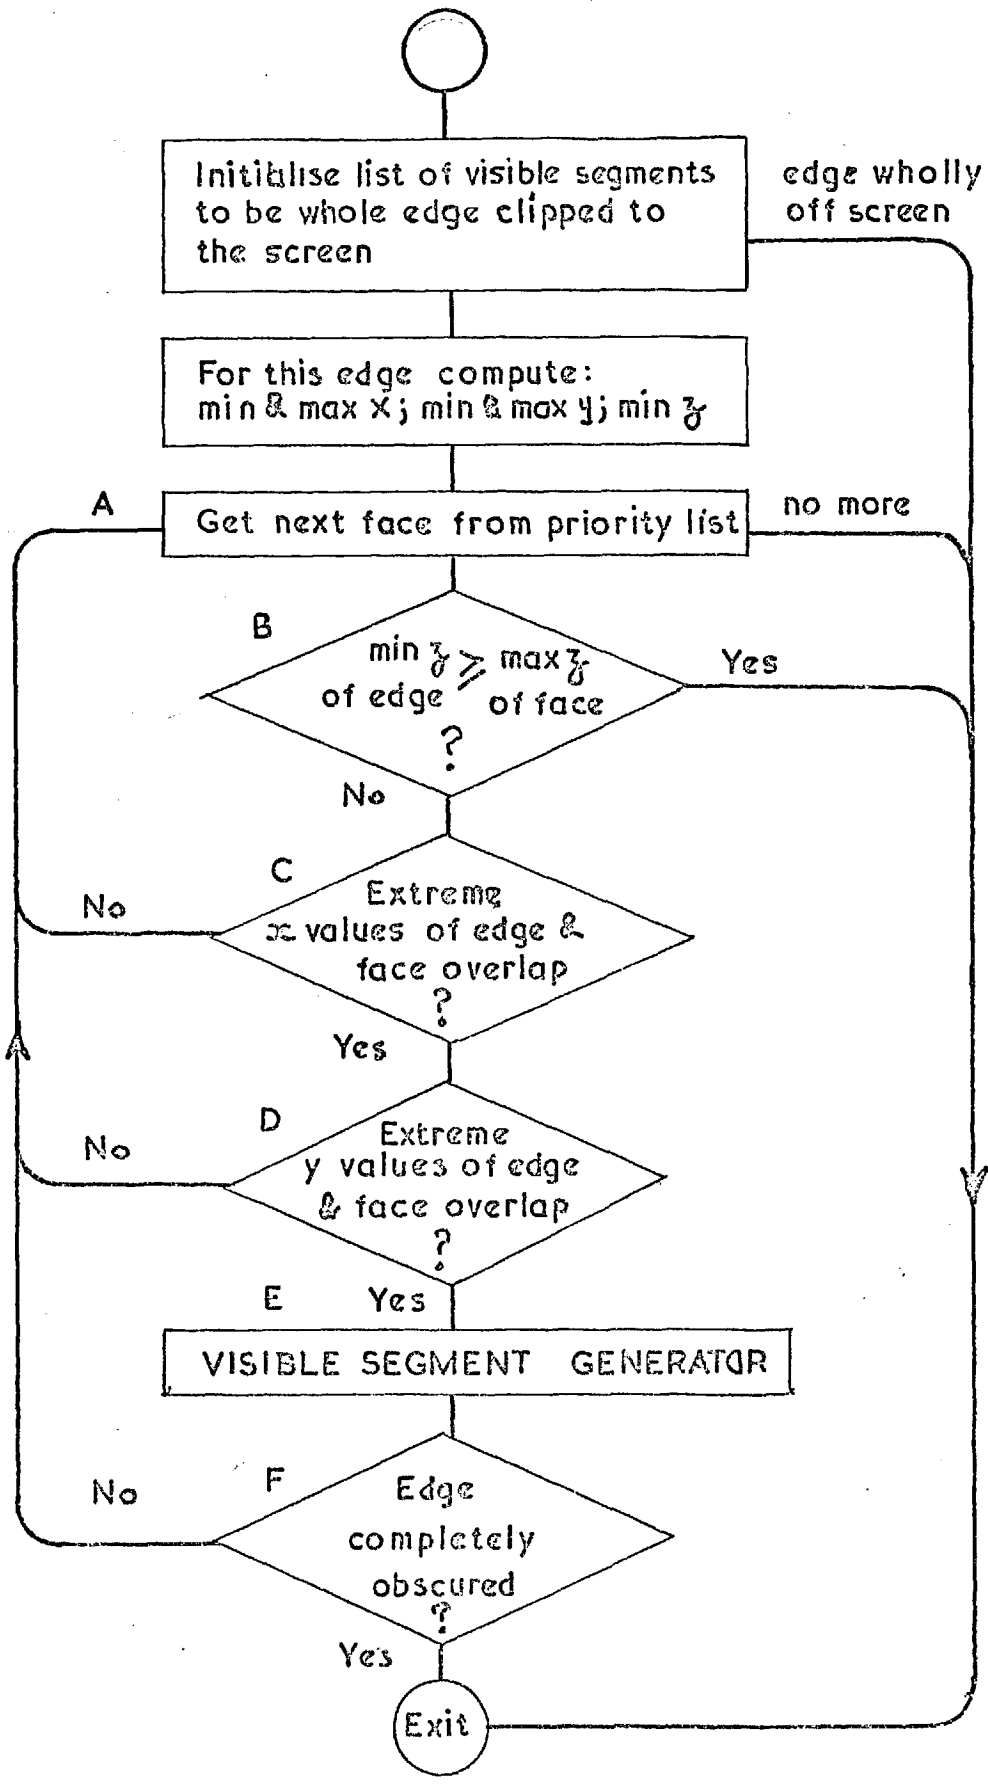 Initialise list of visible segments
to be whole edge clipped to
the screen
edge wholly
off screen
For this edge compute:
min & max x; min & max y; min z
A
Get next face from priority list
no more
B
min z ⩾ max z
of edge of face
?
Yes
No
C
Extreme
x values of edge &
face overlap
?
No
Yes
D
Extreme
y values of edge
& face overlap
?
No
E
Yes
VISIBLE SEGMENT GENERATOR
F
Edge
completely
obscured
?
No
Yes
Exit